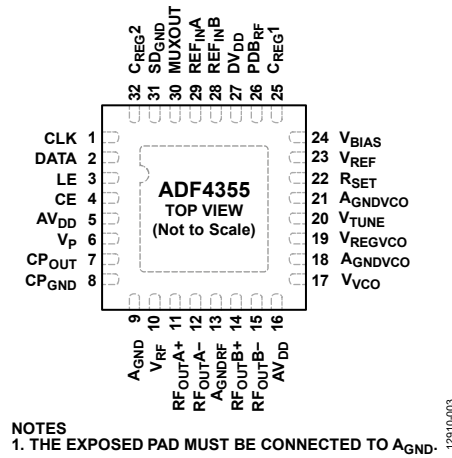 32 CREG2
31 SDGND
30 MUXOUT
29 REFINA
28 REFINB
27 DVDD
26 PDBRF
25 CREG1
CLK 1
DATA 2
LE 3
CE 4
AVDD 5
VP 6
CPOUT 7
CPGND 8
ADF4355
TOP VIEW
(Not to Scale)
24 VBIAS
23 VREF
22 RSET
21 AGNDVCO
20 VTUNE
19 VREGVCO
18 AGNDVCO
17 VVCO
AGND 9
VRF 10
RFOUTA+ 11
RFOUTA− 12
AGNDRF 13
RFOUTB+ 14
RFOUTB− 15
AVDD 16
NOTES
1. THE EXPOSED PAD MUST BE CONNECTED TO AGND.
12910-003